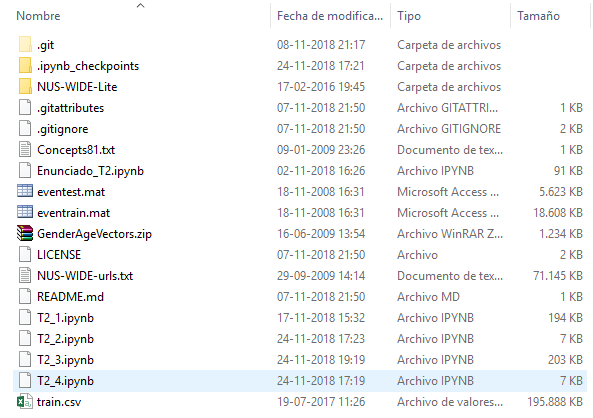 Nombre Fecha de modifica... Tipo Tamaño
.git 08-11-2018 21:17 Carpeta de archivos
.ipynb_checkpoints 24-11-2018 17:21 Carpeta de archivos
NUS-WIDE-Lite 17-02-2016 19:45 Carpeta de archivos
.gitattributes 07-11-2018 21:50 Archivo GITATTRI... 1 KB
.gitignore 07-11-2018 21:50 Archivo GITIGNORE 2 KB
Concepts81.txt 09-01-2009 23:26 Documento de tex... 1 KB
Enunciado_T2.ipynb 02-11-2018 16:26 Archivo IPYNB 91 KB
eventest.mat 18-11-2008 16:31 Microsoft Access ... 5.623 KB
eventrain.mat 18-11-2008 16:31 Microsoft Access ... 18.608 KB
GenderAgeVectors.zip 16-06-2009 13:54 Archivo WinRAR Z... 1.234 KB
LICENSE 07-11-2018 21:50 Archivo 2 KB
NUS-WIDE-urls.txt 29-09-2009 14:14 Documento de tex... 71.145 KB
README.md 07-11-2018 21:50 Archivo MD 1 KB
T2_1.ipynb 17-11-2018 15:32 Archivo IPYNB 194 KB
T2_2.ipynb 24-11-2018 17:23 Archivo IPYNB 7 KB
T2_3.ipynb 24-11-2018 19:19 Archivo IPYNB 203 KB
T2_4.ipynb 24-11-2018 17:19 Archivo IPYNB 7 KB
train.csv 19-07-2017 11:26 Archivo de valores... 195.888 KB